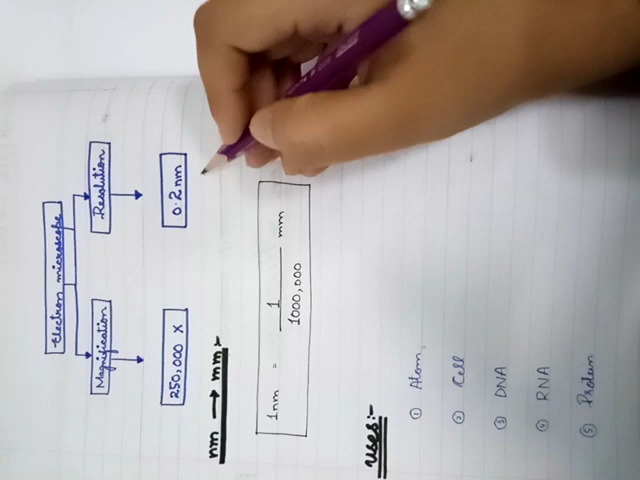 Electron microscope
Magnification Resolution
250,000 X 0.2 nm
nm → mm:-
1nm = 1/1000,000 mm
Uses:-
① Atom
② Cell
③ DNA
④ RNA
⑤ Protein